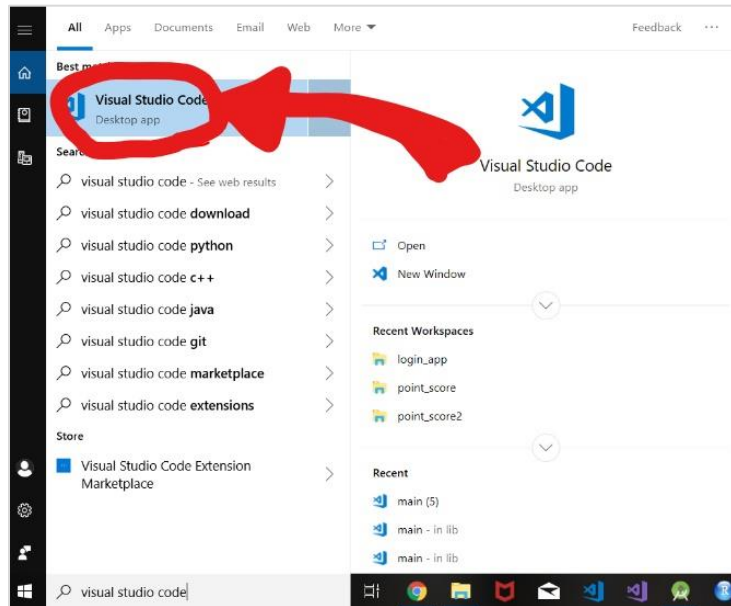 All Apps Documents Email Web More Feedback ...
Best
Visual Studio Code
Desktop app
visual studio code - See web results
visual studio code download
visual studio code python
visual studio code c++
visual studio code java
visual studio code git
visual studio code marketplace
visual studio code extensions
Store
Visual Studio Code Extension
Marketplace
visual studio code
Visual Studio Code
Desktop app
Open
New Window
Recent Workspaces
login_app
point_score
point_score2
Recent
main (5)
main - in lib
main - in lib
R